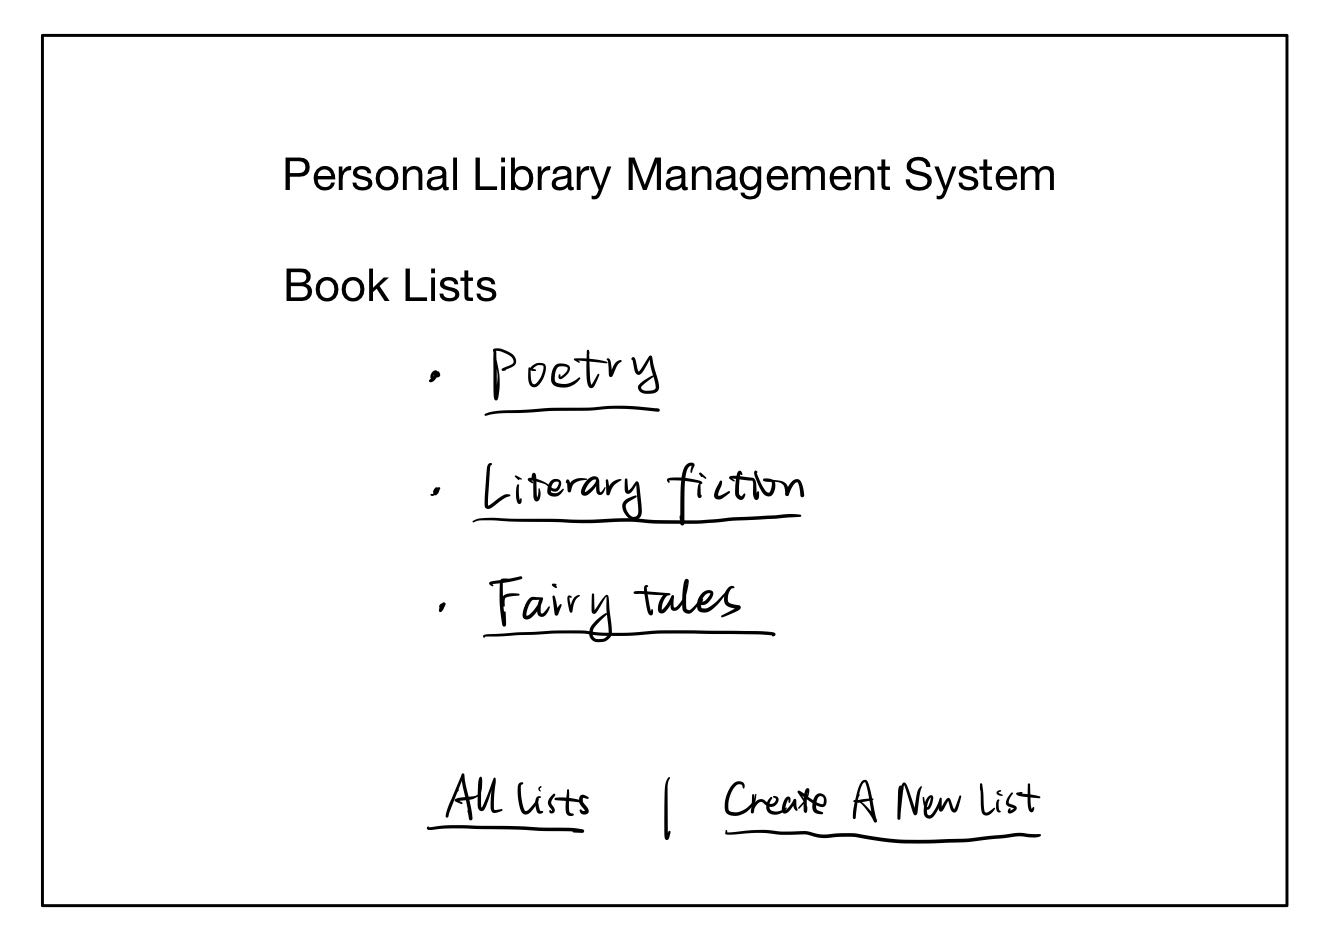 Personal Library Management System
Book Lists
• Poetry
• Literary fiction
• Fairy tales
All Lists | Create A New List